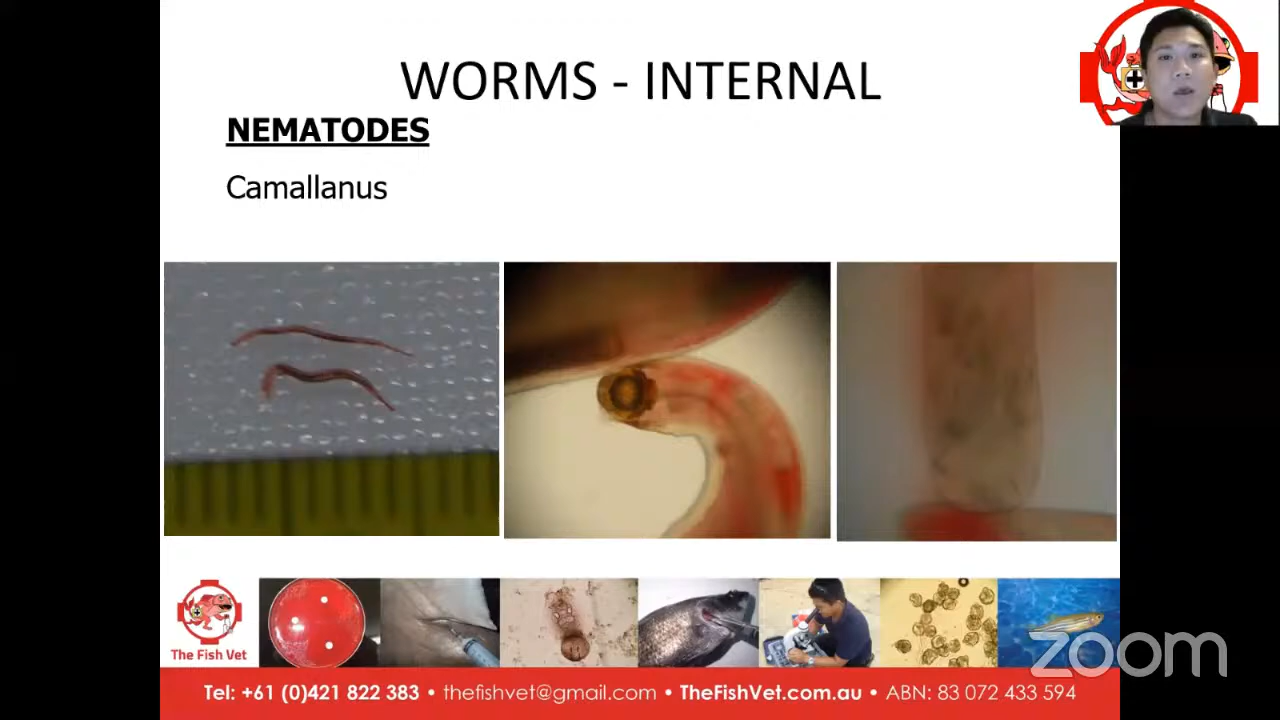 WORMS - INTERNAL
NEMATODES
Camallanus
The Fish Vet
Tel: +61 (0)421 822 383 • thefishvet@gmail.com • TheFishVet.com.au • ABN: 83 072 433 594
zoom